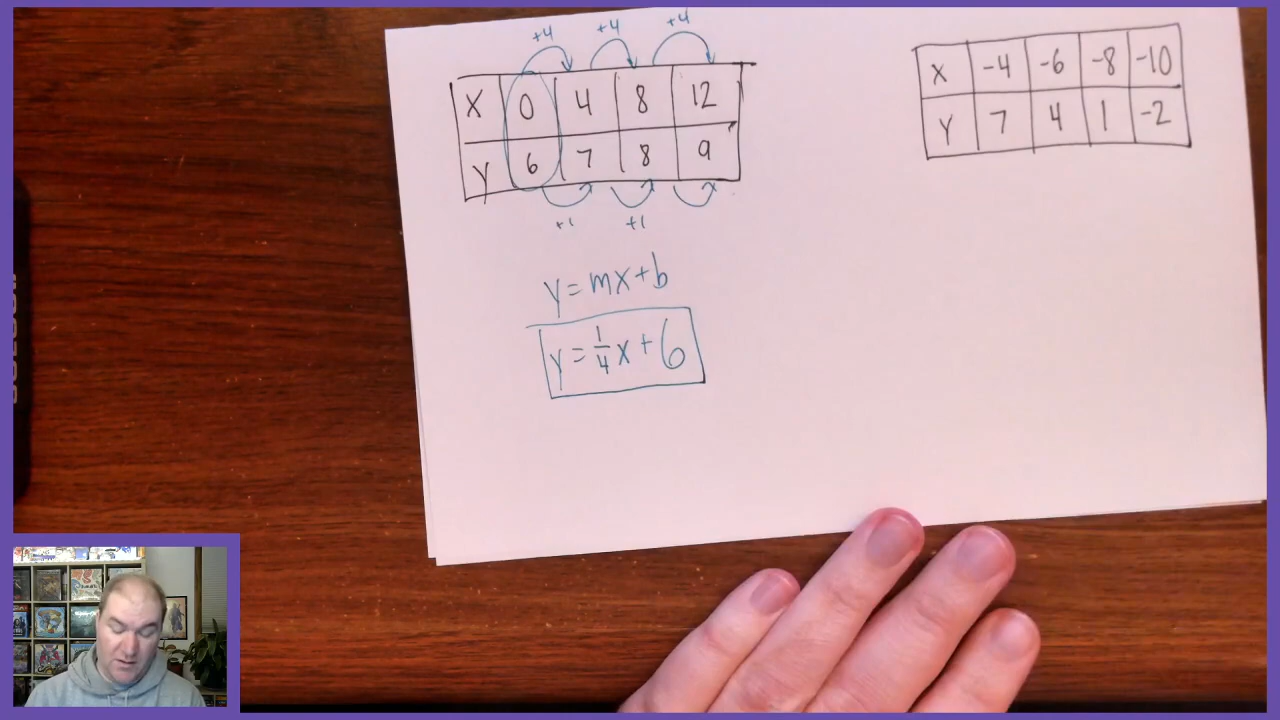 +4 +4 +4
X 0 4 8 12
Y 6 7 8 9
+1 +1
y=mx+b
y=1/4x+6
X -4 -6 -8 -10
Y 7 4 1 -2